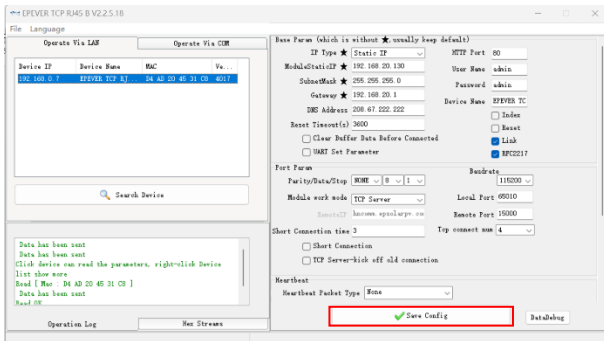 EPEVER TCP RJ45 B V2.2.5.18
File Language
Operate Via LAN
Operate Via COM
Device IP Device Name MAC Ve...
192.168.0.7 EPEVER TCP RJ... D4 AD 20 45 31 C8 4017
Search Device
Data has been sent
Data has been sent
Click device can read the parameters, right-click Device
list show more
Read [ Mac : D4 AD 20 45 31 C8 ]
Data has been sent
Read OK
Operation Log
Hex Streams
Base Param (which is without ★,usually keep default)
IP Type ★ Static IP
HTTP Port 80
ModuleStaticIP ★ 192.168.20.130
User Name admin
SubnetMask ★ 255.255.255.0
Password admin
Gateway ★ 192.168.20.1
Device Name EPEVER TC
DNS Address 208.67.222.222
Index
Reset Timeout(s) 3600
Reset
Clear Buffer Data Before Connected
Link
UART Set Parameter
RFC2217
Port Param
Baudrate
Parity/Data/Stop NONE 8 1
115200
Module work mode TCP Server
Local Port 65010
RemoteIP hncomm.epsolarpv.co
Remote Port 15000
Short Connection time 3
Tcp connect num 4
Short Connection
TCP Server-kick off old connection
Heartbeat
Heartbeat Packet Type None
Save Config
DataDebug